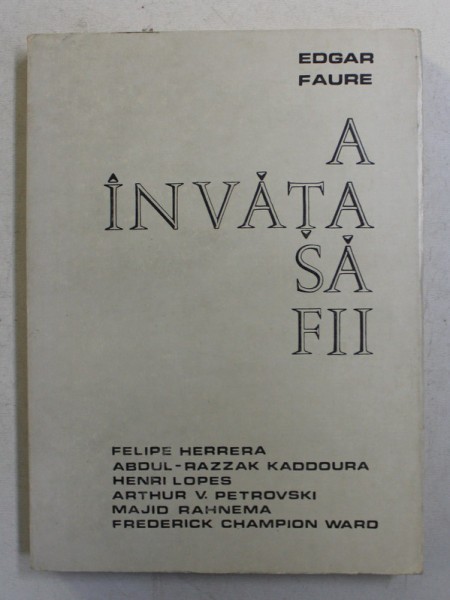 EDGAR
FAURE
A
ÎNVĂȚA
SĂ
FII
FELIPE HERRERA
ABDUL-RAZZAK KADDOURA
HENRI LOPES
ARTHUR V. PETROVSKI
MAJID RAHNEMA
FREDERICK CHAMPION WARD